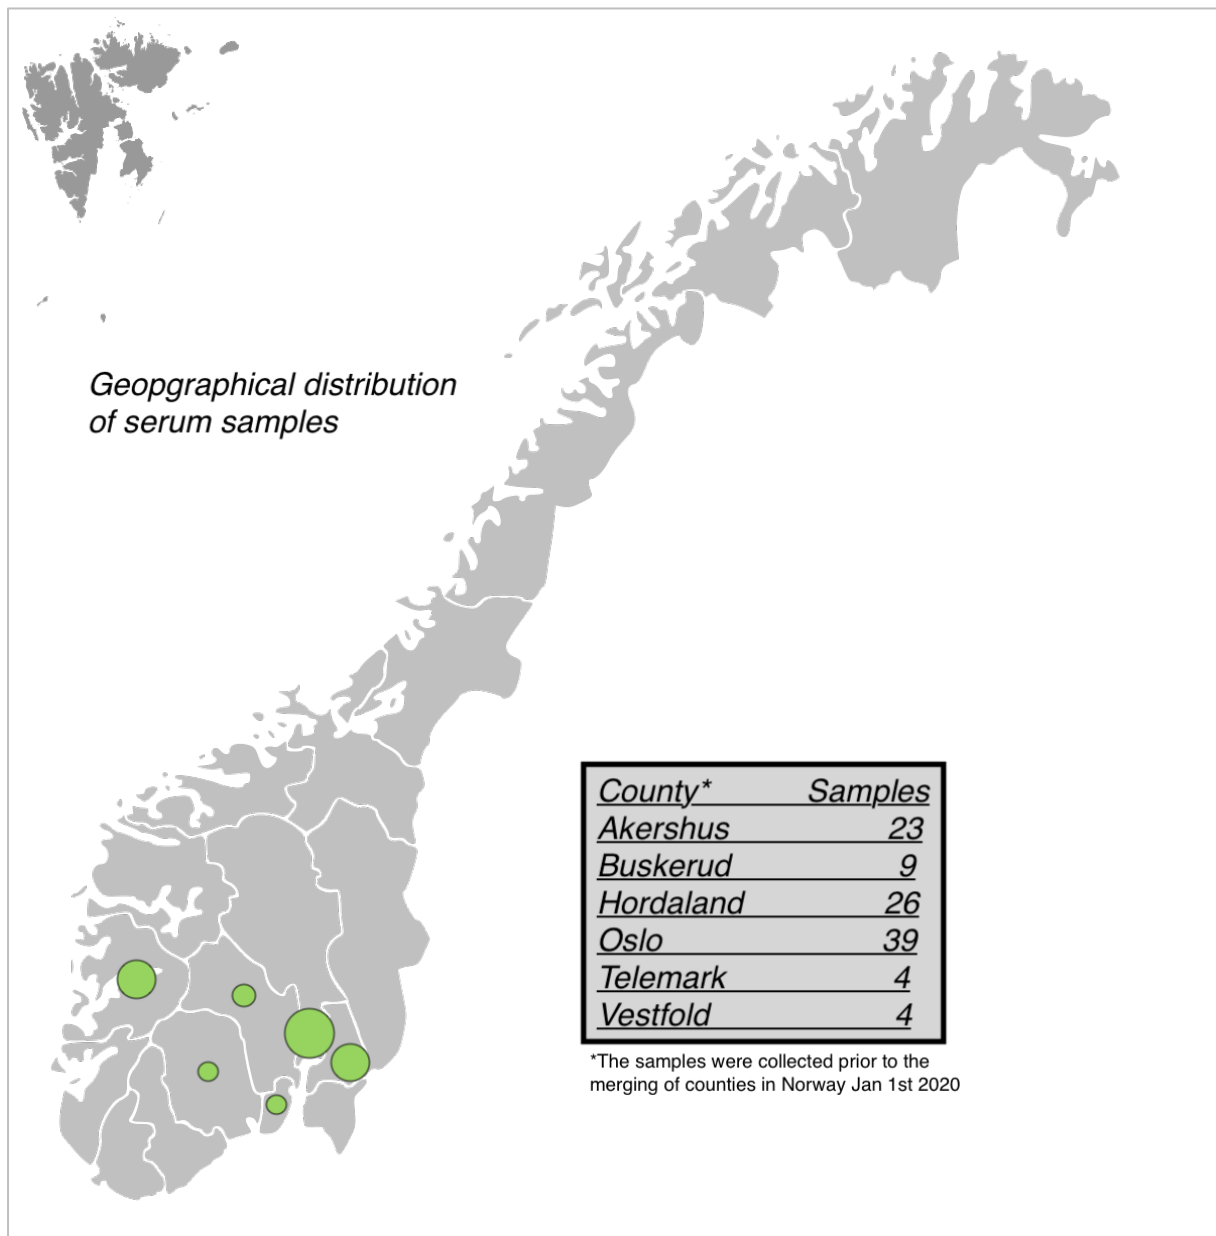 Geopgraphical distribution
of serum samples
County* Samples
Akershus 23
Buskerud 9
Hordaland 26
Oslo 39
Telemark 4
Vestfold 4
*The samples were collected prior to the
merging of counties in Norway Jan 1st 2020